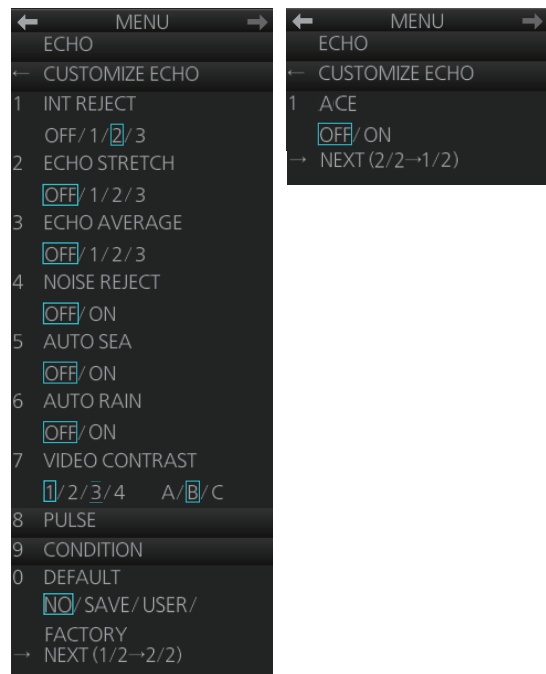 ← MENU →
ECHO
← CUSTOMIZE ECHO
1 INT REJECT
OFF/1/2/3
2 ECHO STRETCH
OFF/1/2/3
3 ECHO AVERAGE
OFF/1/2/3
4 NOISE REJECT
OFF/ON
5 AUTO SEA
OFF/ON
6 AUTO RAIN
OFF/ON
7 VIDEO CONTRAST
1/2/3/4 A/B/C
8 PULSE
9 CONDITION
0 DEFAULT
NO/SAVE/USER/
FACTORY
→ NEXT (1/2→2/2)
← MENU →
ECHO
← CUSTOMIZE ECHO
1 ACE
OFF/ON
→ NEXT (2/2→1/2)